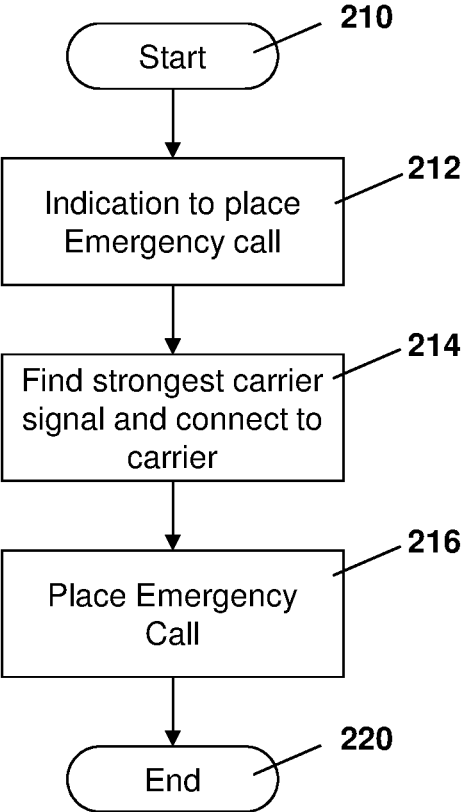 210
Start
212
Indication to place
Emergency call
214
Find strongest carrier
signal and connect to
carrier
216
Place Emergency
Call
220
End